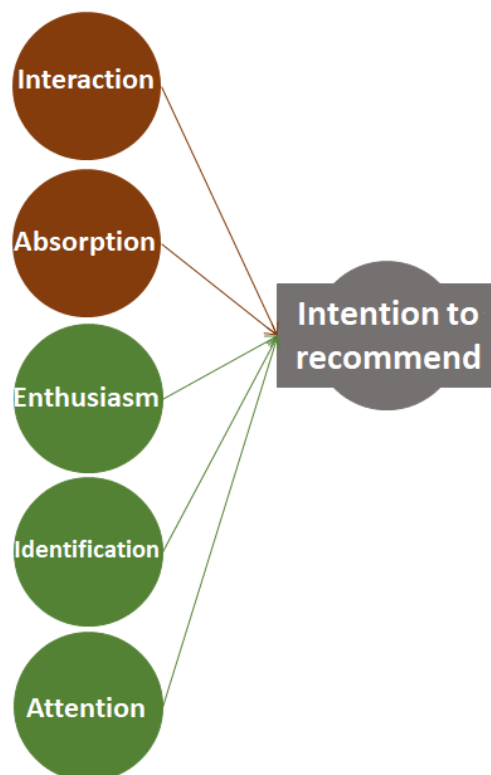 Interaction
Absorption
Enthusiasm
Identification
Attention
Intention to
recommend